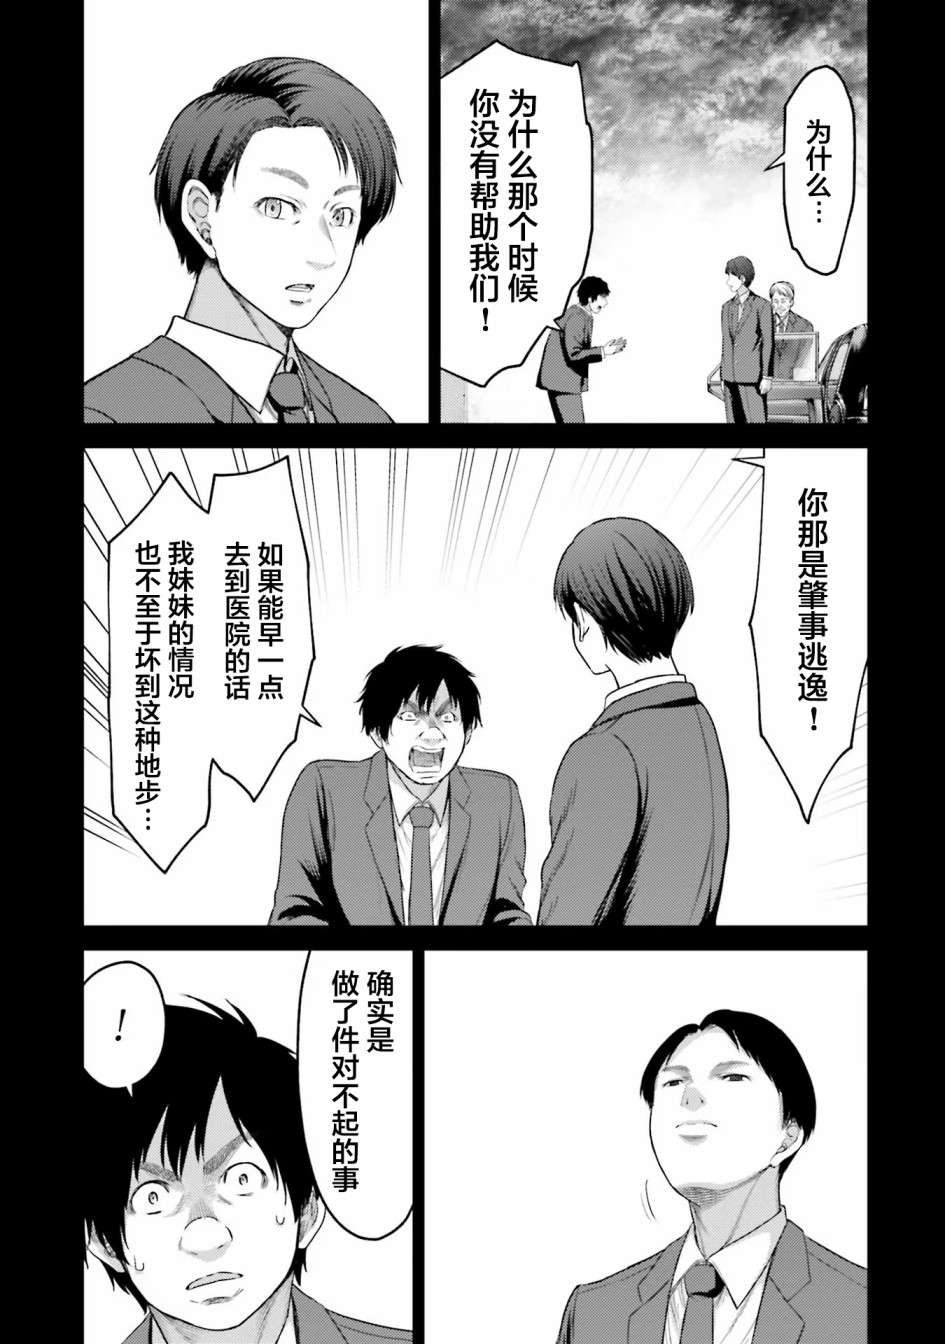 为什么…
为什么那个时候
你没有帮助我们！
你那是肇事逃逸！
如果能早一点
去到医院的话
我妹妹的情况
也不至于坏到这种地步…
确实是
做了件对不起的事
！